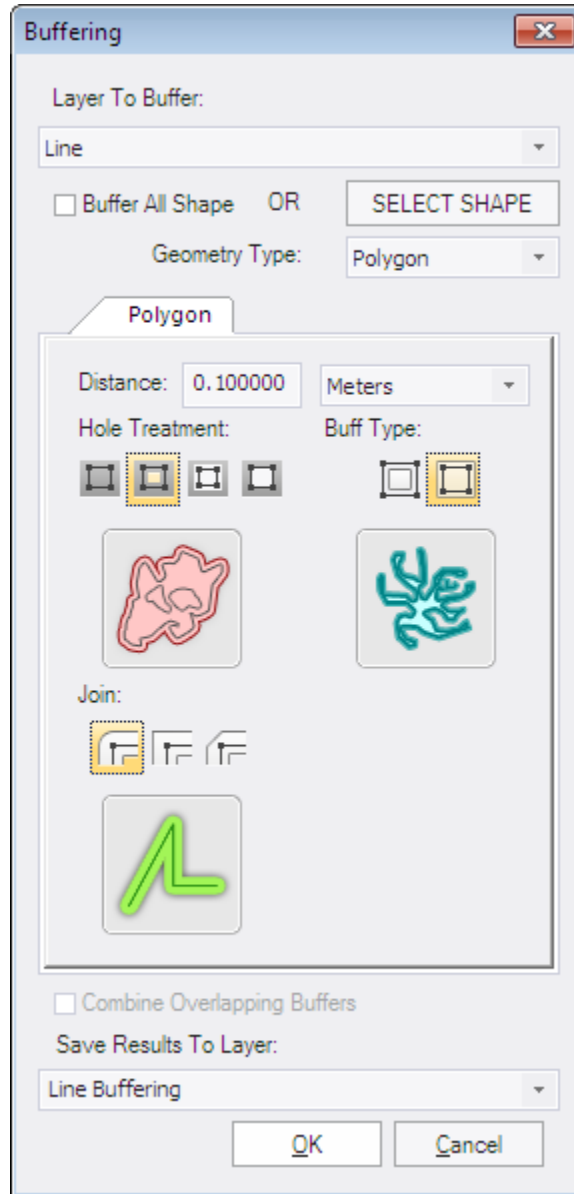 Buffering
Layer To Buffer:
Line
Buffer All Shape OR SELECT SHAPE
Geometry Type: Polygon
Polygon
Distance: 0.100000 Meters
Hole Treatment: Buff Type:
Join:
Combine Overlapping Buffers
Save Results To Layer:
Line Buffering
OK Cancel